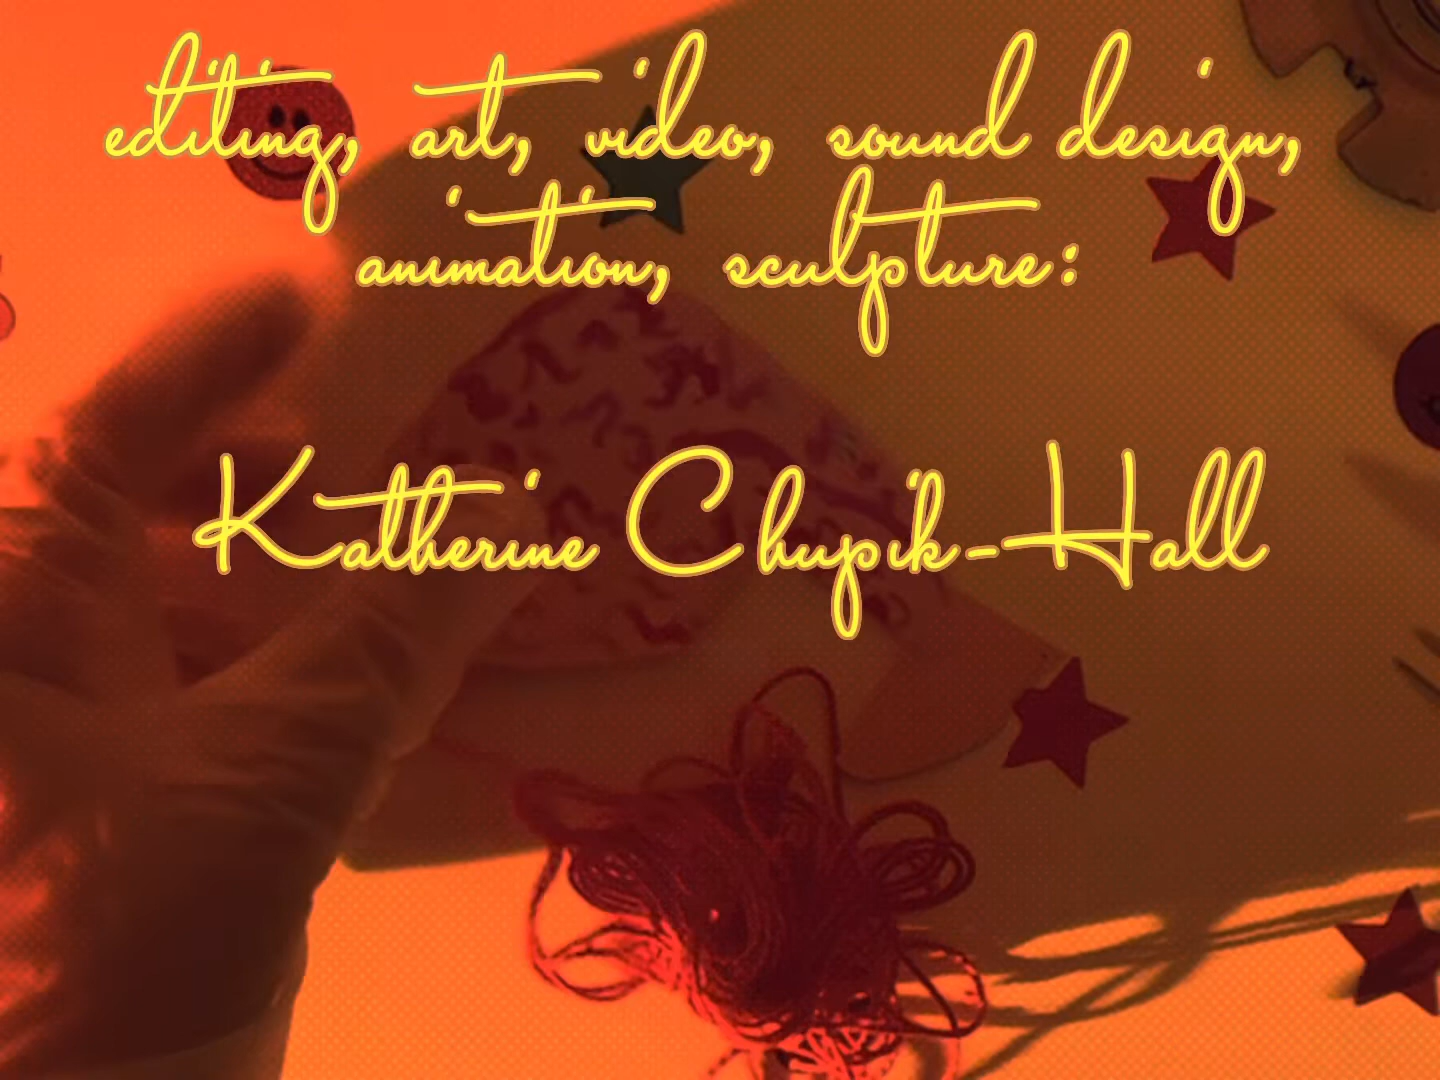 editing, art, video, sound design,
animation, sculpture:
Katherine Chupik-Hall